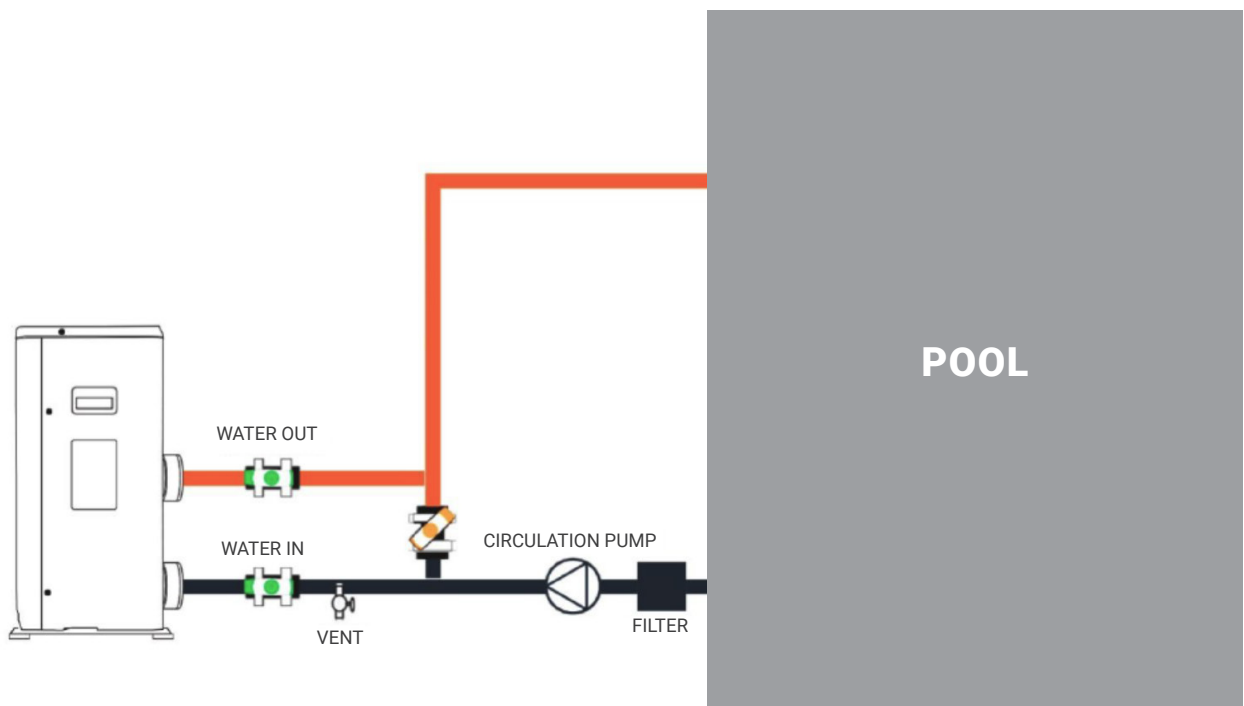 POOL
WATER OUT
WATER IN
CIRCULATION PUMP
VENT
FILTER